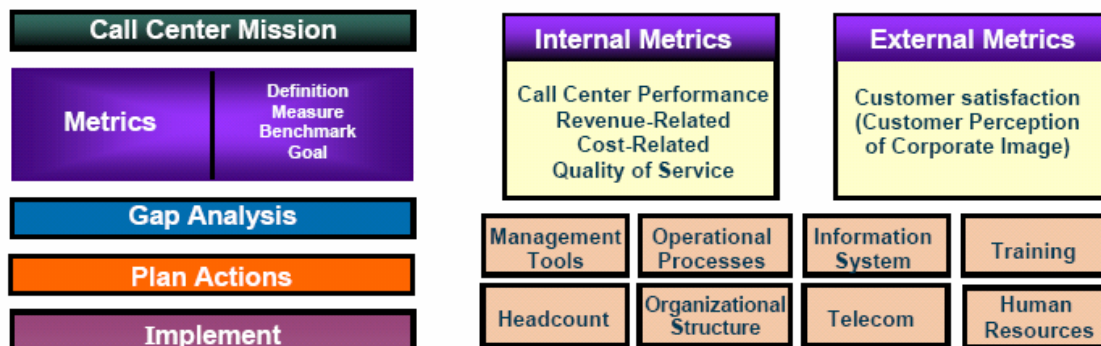 Call Center Mission
Metrics
Definition
Measure
Benchmark
Goal
Gap Analysis
Plan Actions
Implement
Internal Metrics
Call Center Performance
Revenue-Related
Cost-Related
Quality of Service
External Metrics
Customer satisfaction
(Customer Perception
of Corporate Image)
Management
Tools
Operational
Processes
Information
System
Training
Headcount
Organizational
Structure
Telecom
Human
Resources